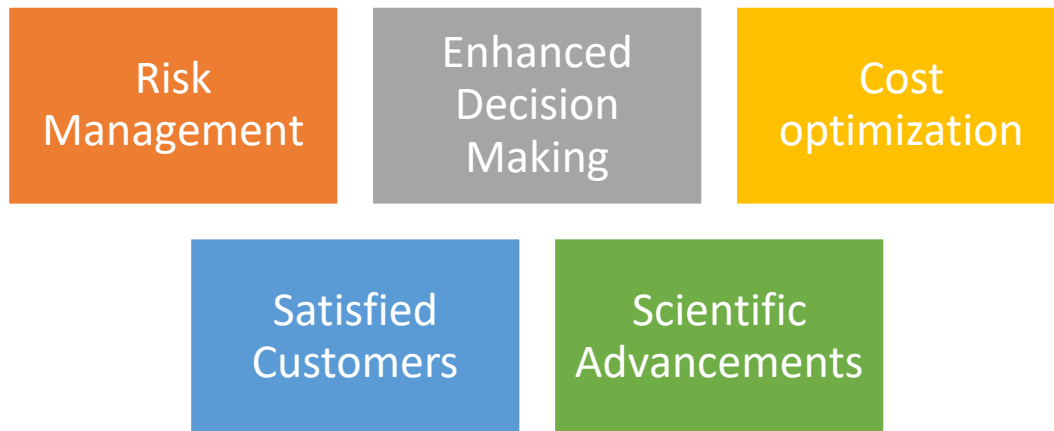 Risk
Management
Enhanced
Decision
Making
Cost
optimization
Satisfied
Customers
Scientific
Advancements